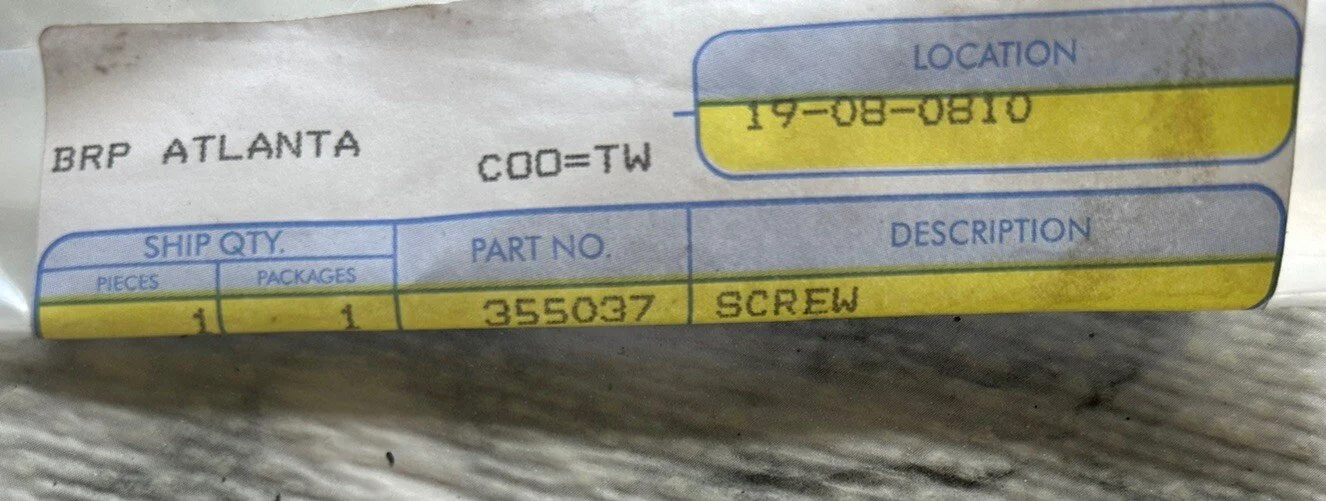 LOCATION
19-08-0810
BRP ATLANTA COO=TW
SHIP QTY. PART NO. DESCRIPTION
PIECES PACKAGES
1 1 355037 SCREW